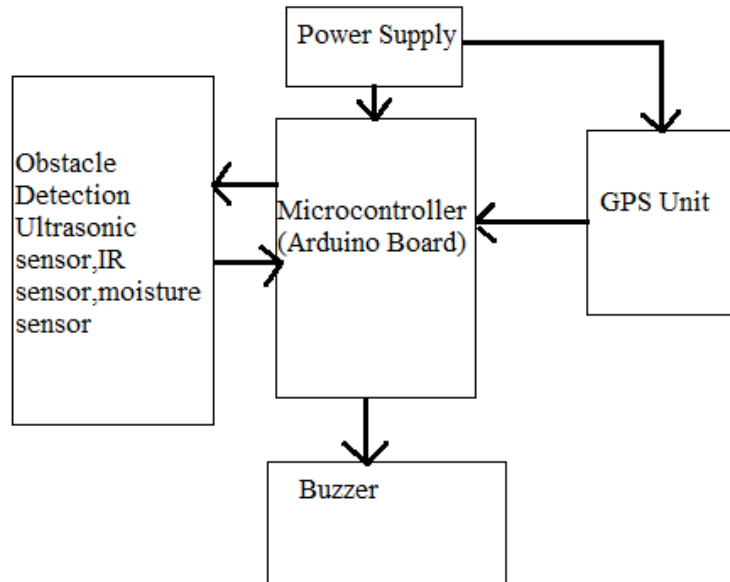 Power Supply
Obstacle
Detection
Ultrasonic
sensor,IR
sensor,moisture
sensor
Microcontroller
(Arduino Board)
GPS Unit
Buzzer